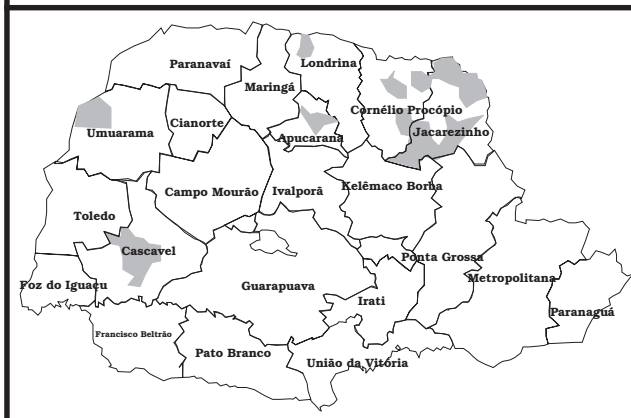 Paranavaí
Londrina
Maringá
Cornélio Procópio
Cianorte
Umuarama
Apucarana
Jacarezinho
Campo Mourão
Ivalporã
Kelêmaco Borba
Toledo
Cascavel
Ponta Grossa
Metropolitana
Foz do Iguaçu
Guarapuava
Irati
Paranaguá
Francisco Beltrão
Pato Branco
União da Vitória